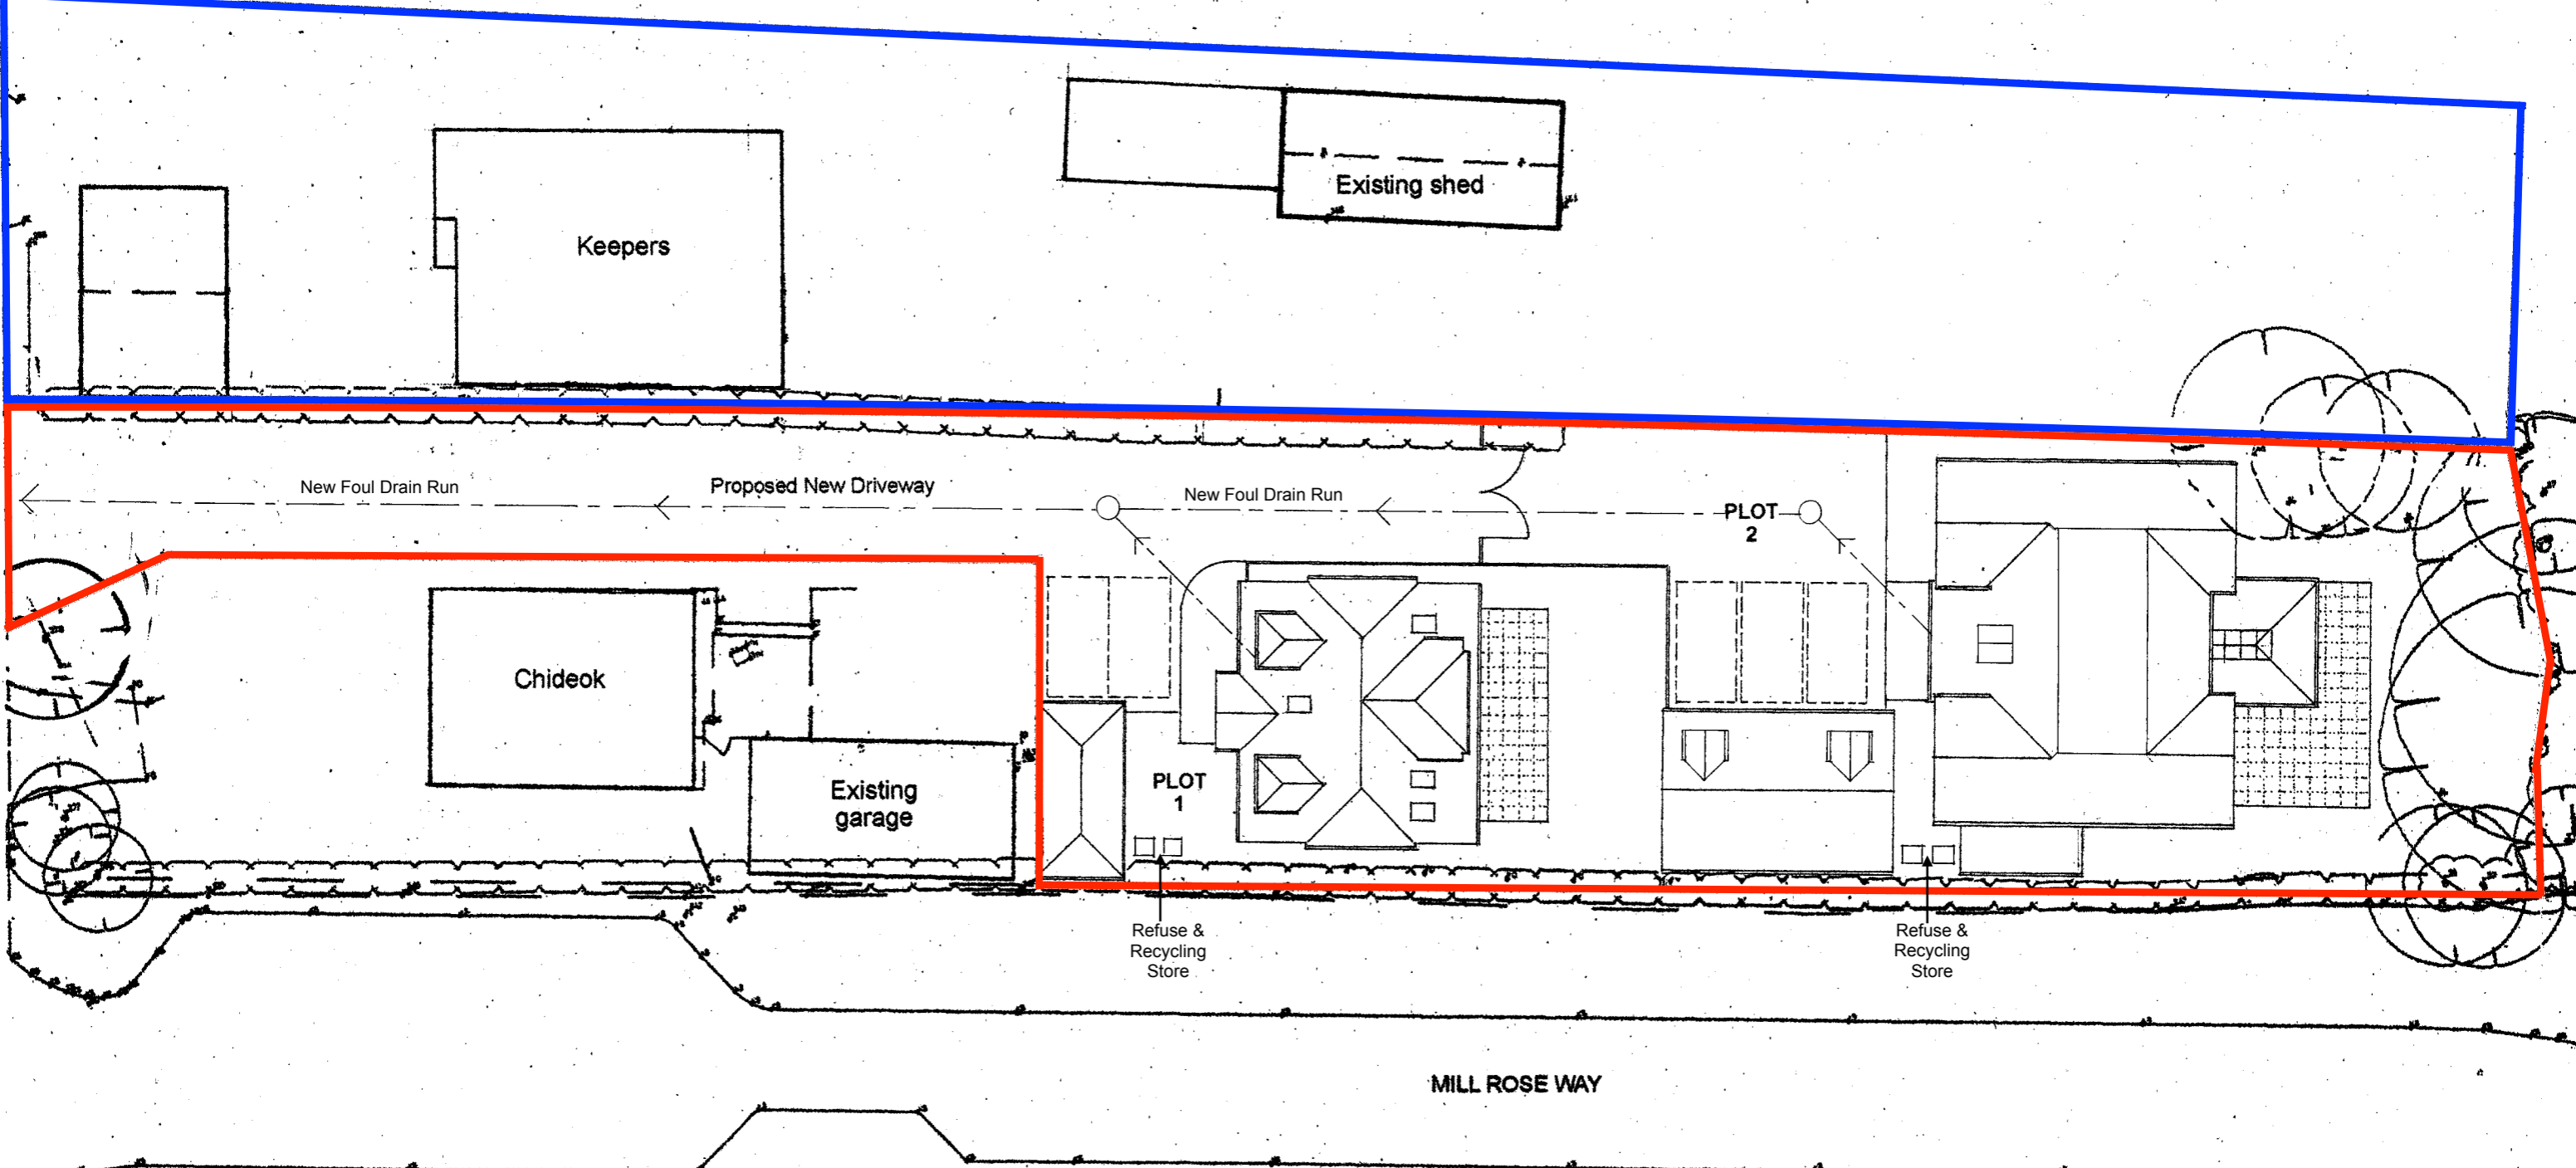 Existing shed
Keepers
New Foul Drain Run
Proposed New Driveway
New Foul Drain Run
PLOT
2
Chideok
Existing
garage
PLOT
1
Refuse &
Recycling
Store
Refuse &
Recycling
Store
MILL ROSE WAY